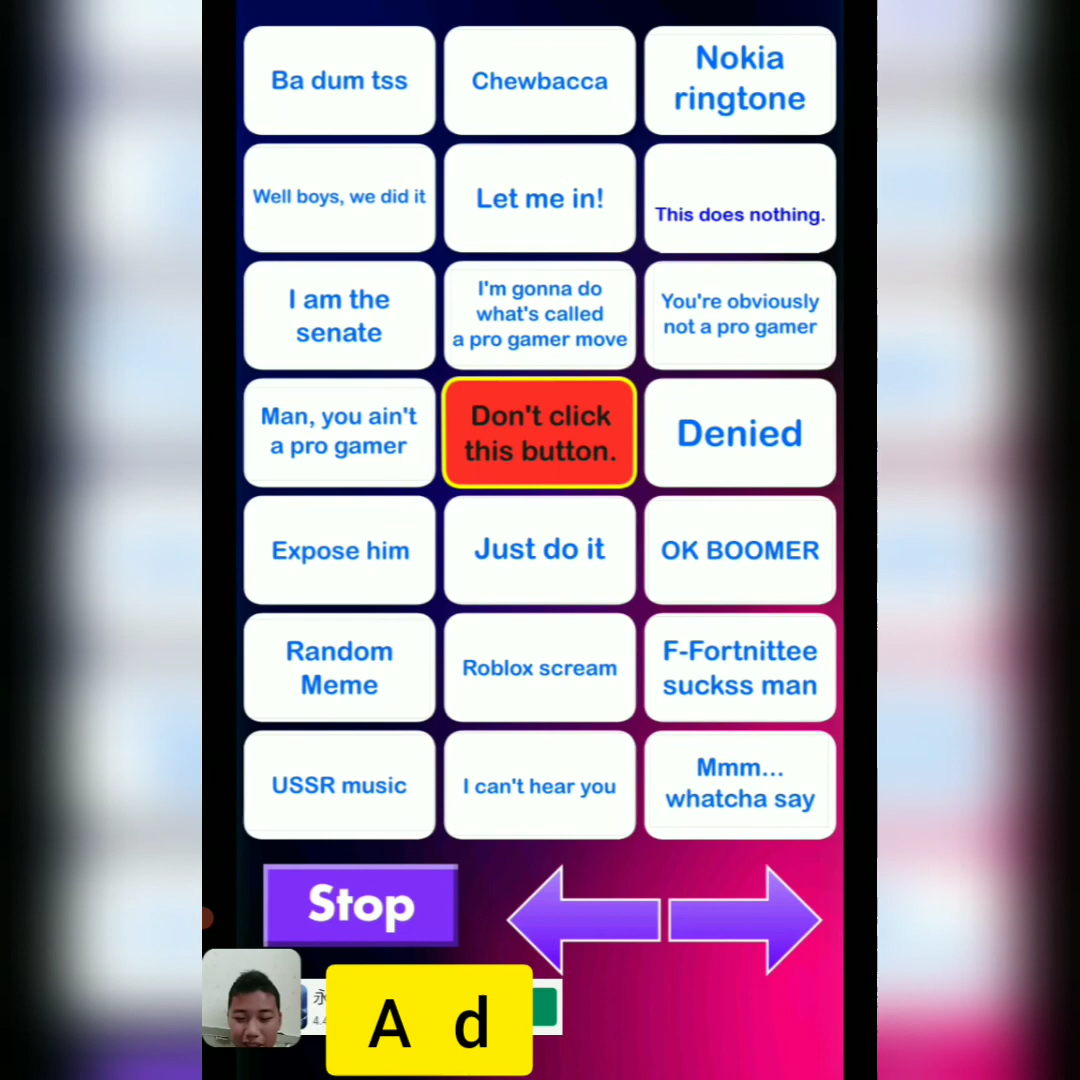 Ba dum tss
Chewbacca
Nokia
ringtone
Well boys, we did it
Let me in!
This does nothing.
I am the
senate
I'm gonna do
what's called
a pro gamer move
You're obviously
not a pro gamer
Man, you ain't
a pro gamer
Don't click
this button.
Denied
Expose him
Just do it
OK BOOMER
Random
Meme
Roblox scream
F-Fortnittee
suckss man
USSR music
I can't hear you
Mmm...
whatcha say
Stop
A d